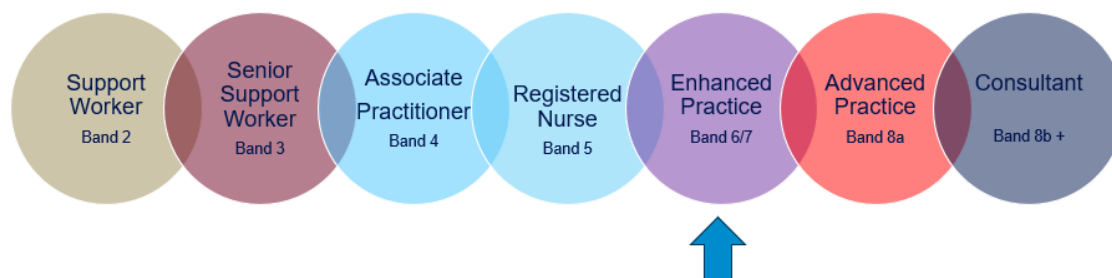 Support
Worker
Band 2
Senior
Support
Worker
Band 3
Associate
Practitioner
Band 4
Registered
Nurse
Band 5
Enhanced
Practice
Band 6/7
Advanced
Practice
Band 8a
Consultant
Band 8b +